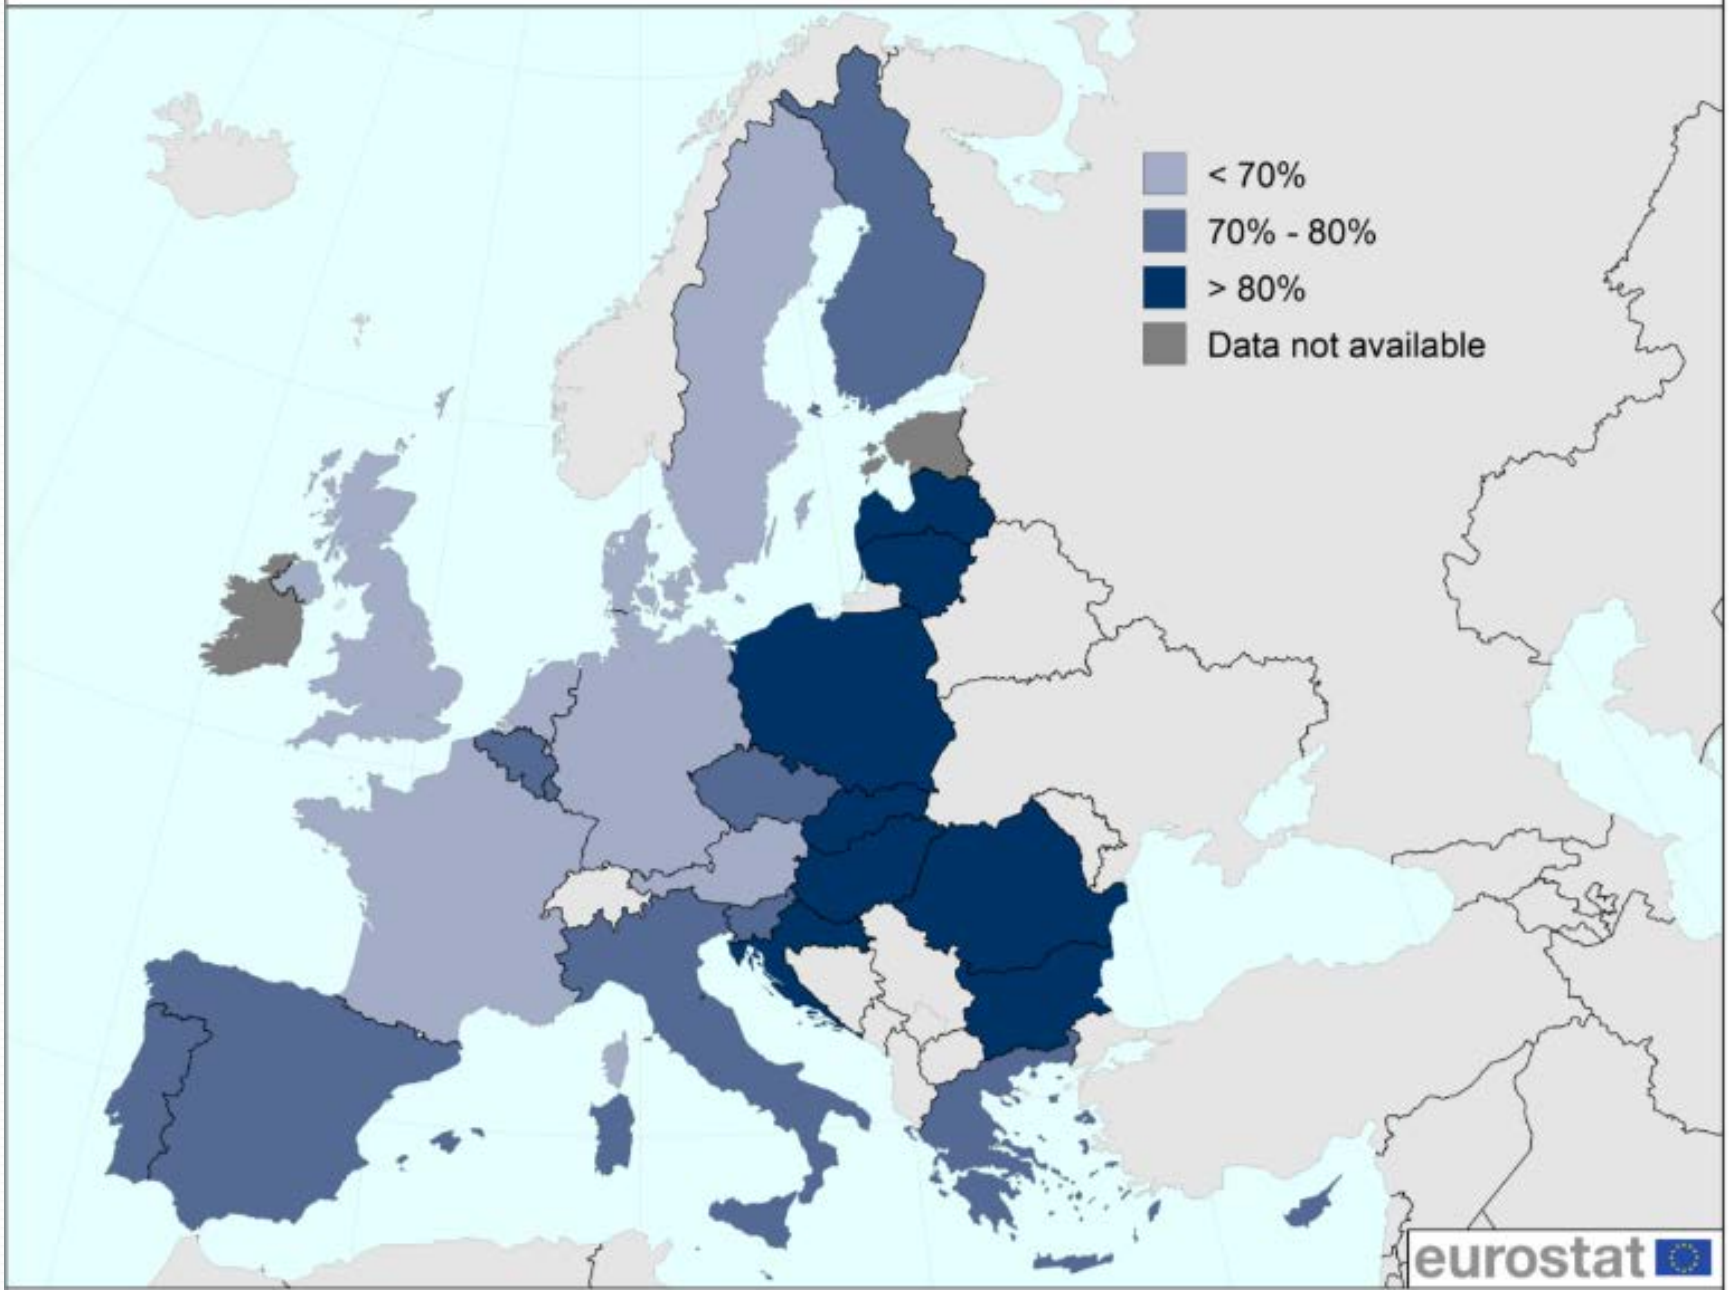 < 70%
70% - 80%
> 80%
Data not available
eurostat